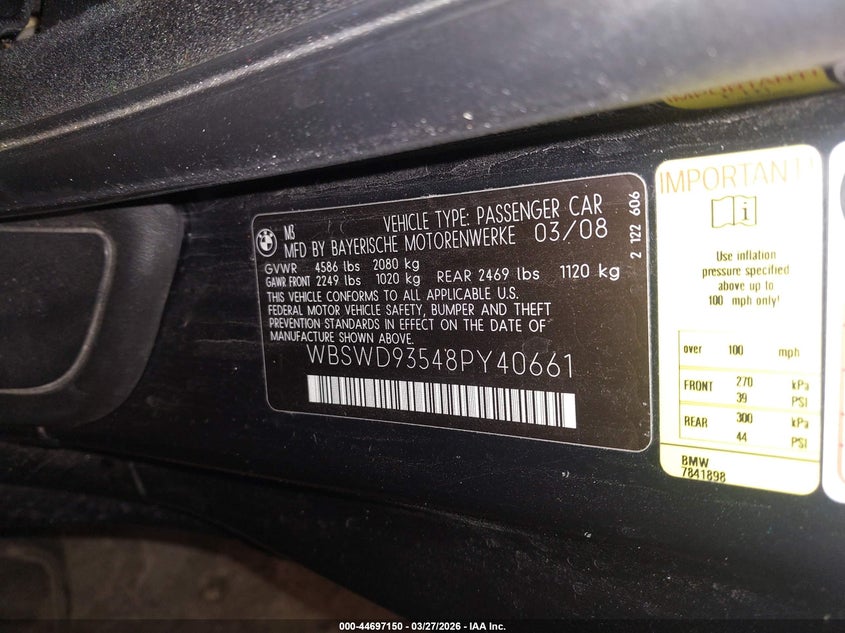 IMPORTANT!
M3
VEHICLE TYPE: PASSENGER CAR
MFD BY BAYERISCHE MOTORENWERKE 03/08
GVWR 4586 lbs 2080 kg
GAWR FRONT 2249 lbs 1020 kg REAR 2469 lbs 1120 kg
THIS VEHICLE CONFORMS TO ALL APPLICABLE U.S.
FEDERAL MOTOR VEHICLE SAFETY, BUMPER AND THEFT
PREVENTION STANDARDS IN EFFECT ON THE DATE OF
MANUFACTURE SHOWN ABOVE.
WBSWD93548PY40661
2 122 606
IMPORTANT!
i
Use inflation
pressure specified
above up to
100 mph only!
over 100 mph
FRONT 270 kPa
39 PSI
REAR 300 kPa
44 PSI
BMW
7841898
000-44697150 — 03/27/2026 — IAA Inc.